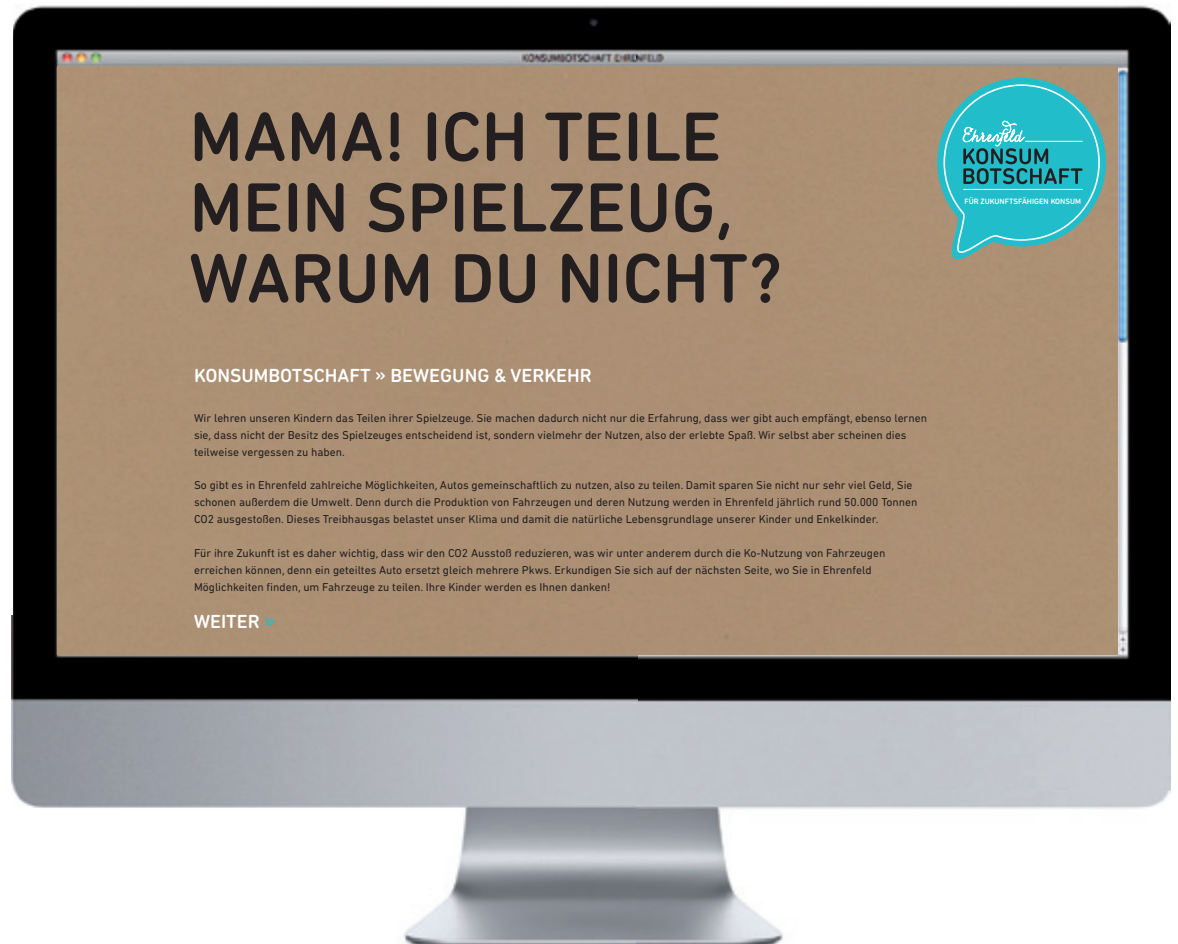 KONSUMBOTSCHAFT EHRENFELD
MAMA! ICH TEILE
MEIN SPIELZEUG,
WARUM DU NICHT?
Ehrenfeld
KONSUM
BOTSCHAFT
FÜR ZUKUNFTSFÄHIGEN KONSUM
KONSUMBOTSCHAFT » BEWEGUNG & VERKEHR
Wir lehren unseren Kindern das Teilen ihrer Spielzeuge. Sie machen dadurch nicht nur die Erfahrung, dass wer gibt auch empfängt, ebenso lernen
sie, dass nicht der Besitz des Spielzeuges entscheidend ist, sondern vielmehr der Nutzen, also der erlebte Spaß. Wir selbst aber scheinen dies
teilweise vergessen zu haben.
So gibt es in Ehrenfeld zahlreiche Möglichkeiten, Autos gemeinschaftlich zu nutzen, also zu teilen. Damit sparen Sie nicht nur sehr viel Geld, Sie
schonen außerdem die Umwelt. Denn durch die Produktion von Fahrzeugen und deren Nutzung werden in Ehrenfeld jährlich rund 50.000 Tonnen
CO2 ausgestoßen. Dieses Treibhausgas belastet unser Klima und damit die natürliche Lebensgrundlage unserer Kinder und Enkelkinder.
Für ihre Zukunft ist es daher wichtig, dass wir den CO2 Ausstoß reduzieren, was wir unter anderem durch die Ko-Nutzung von Fahrzeugen
erreichen können, denn ein geteiltes Auto ersetzt gleich mehrere Pkws. Erkundigen Sie sich auf der nächsten Seite, wo Sie in Ehrenfeld
Möglichkeiten finden, um Fahrzeuge zu teilen. Ihre Kinder werden es Ihnen danken!
WEITER »